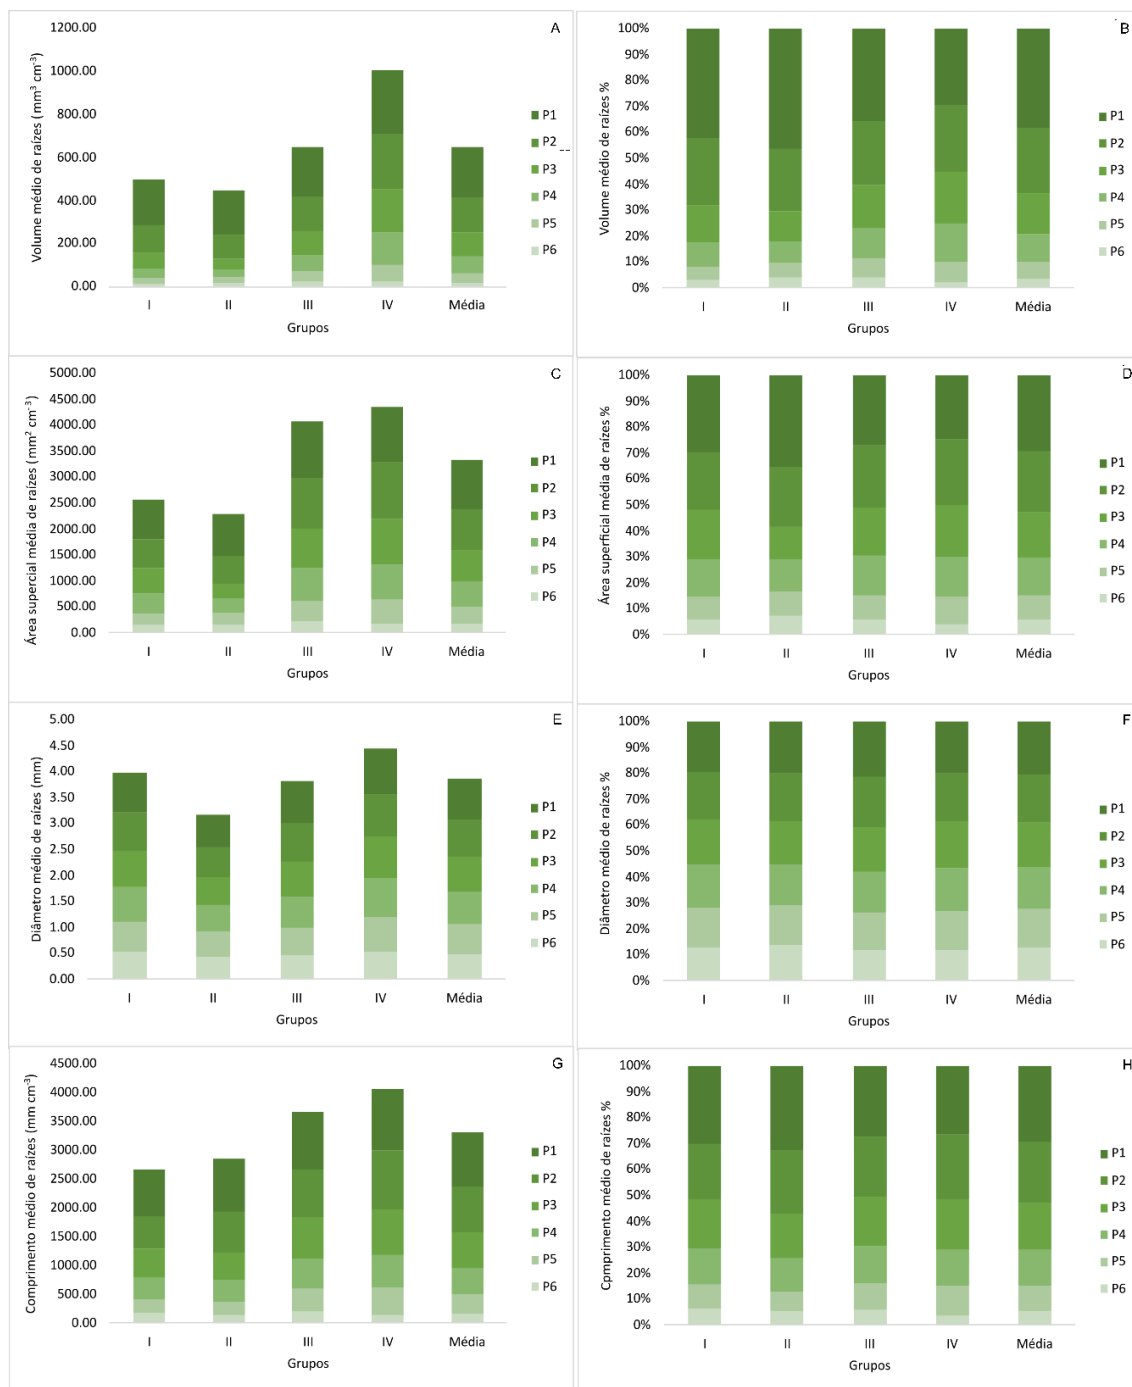 A
Volume médio de raízes (mm³ cm⁻³)
1200.00
1000.00
800.00
600.00
400.00
200.00
0.00
I II III IV Média
Grupos
P1
P2
P3
P4
P5
P6
B
Volume médio de raízes %
100%
90%
80%
70%
60%
50%
40%
30%
20%
10%
0%
I II III IV Média
Grupos
P1
P2
P3
P4
P5
P6
C
Área supercial média de raízes (mm² cm⁻³)
5000.00
4500.00
4000.00
3500.00
3000.00
2500.00
2000.00
1500.00
1000.00
500.00
0.00
I II III IV Média
Grupos
P1
P2
P3
P4
P5
P6
D
Área superficial média de raízes %
100%
90%
80%
70%
60%
50%
40%
30%
20%
10%
0%
I II III IV Média
Grupos
P1
P2
P3
P4
P5
P6
E
Diâmetro médio de raízes (mm)
5.00
4.50
4.00
3.50
3.00
2.50
2.00
1.50
1.00
0.50
0.00
I II III IV Média
Grupos
P1
P2
P3
P4
P5
P6
F
Diâmetro médio de raízes %
100%
90%
80%
70%
60%
50%
40%
30%
20%
10%
0%
I II III IV Média
Grupos
P1
P2
P3
P4
P5
P6
G
Comprimento médio de raízes (mm cm⁻³)
4500.00
4000.00
3500.00
3000.00
2500.00
2000.00
1500.00
1000.00
500.00
0.00
I II III IV Média
Grupos
P1
P2
P3
P4
P5
P6
H
Cpmprimento médio de raízes %
100%
90%
80%
70%
60%
50%
40%
30%
20%
10%
0%
I II III IV Média
Grupos
P1
P2
P3
P4
P5
P6